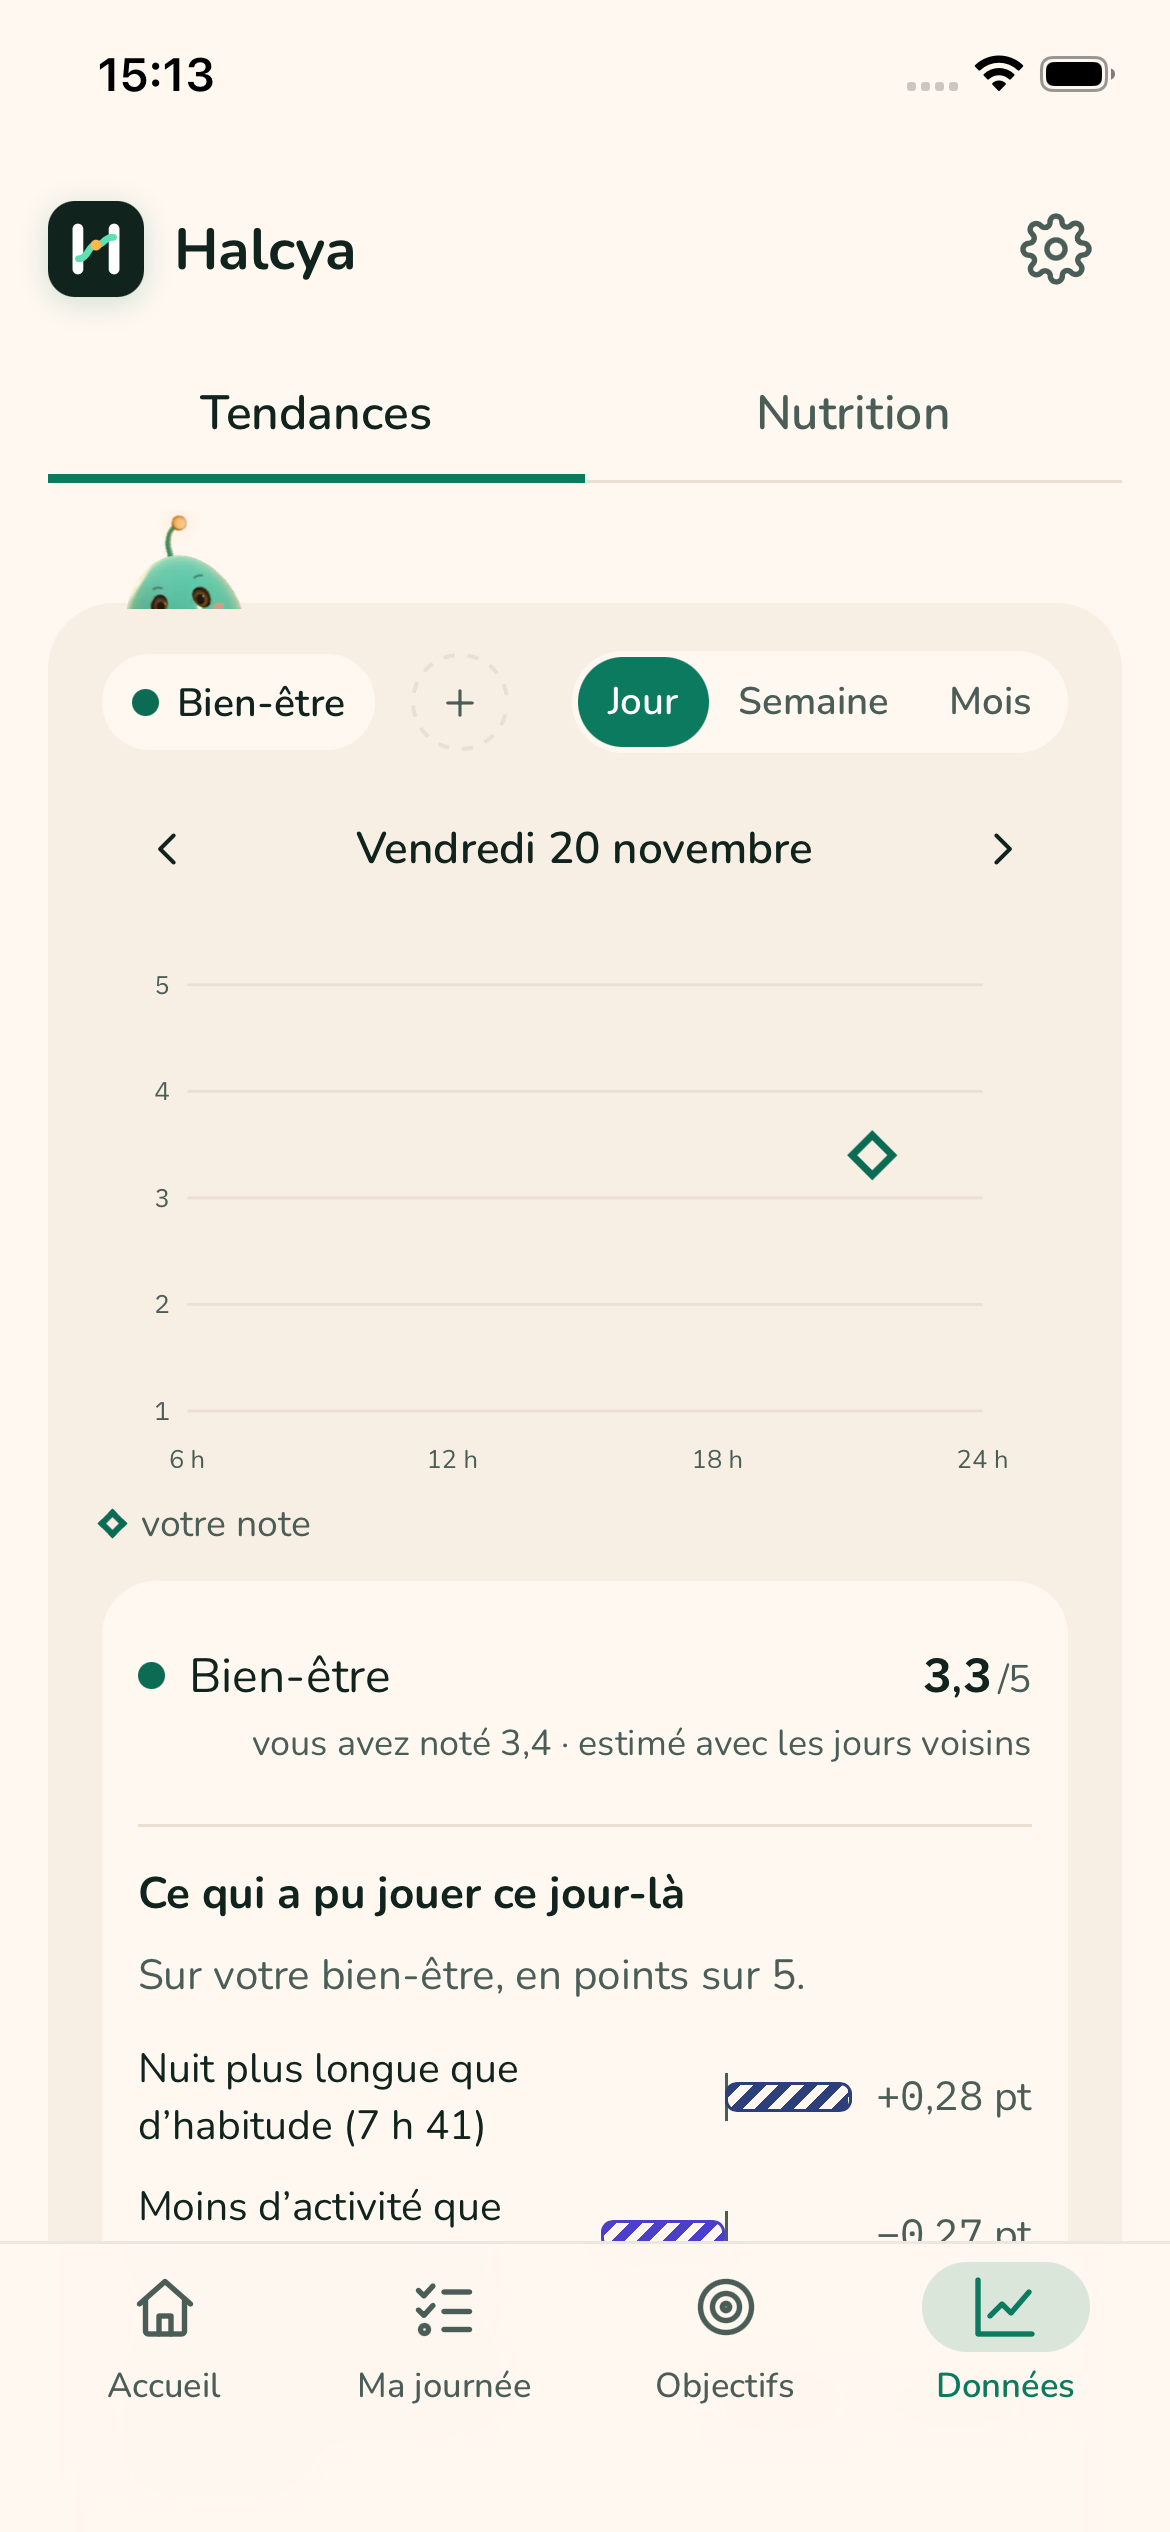 15:13
Halcya
Tendances
Nutrition
Bien-être
+
Jour
Semaine
Mois
Vendredi 20 novembre
5
4
3
2
1
6 h
12 h
18 h
24 h
votre note
Bien-être
3,3 /5
vous avez noté 3,4 · estimé avec les jours voisins
Ce qui a pu jouer ce jour-là
Sur votre bien-être, en points sur 5.
Nuit plus longue que
d’habitude (7 h 41)
+0,28 pt
Moins d’activité que
−0,27 pt
Accueil
Ma journée
Objectifs
Données